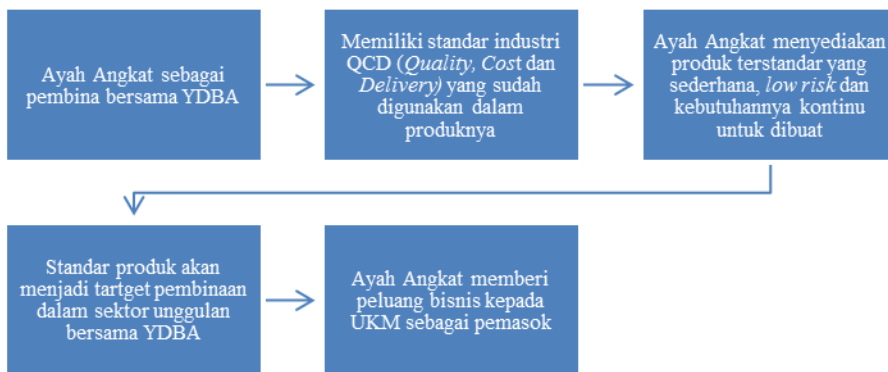 Ayah Angkat sebagai
pembina bersama YDBA
Memiliki standar industri
QCD (Quality, Cost dan
Delivery) yang sudah
digunakan dalam
produknya
Ayah Angkat menyediakan
produk terstandar yang
sederhana, low risk dan
kebutuhannya kontinu
untuk dibuat
Standar produk akan
menjadi tartget pembinaan
dalam sektor unggulan
bersama YDBA
Ayah Angkat memberi
peluang bisnis kepada
UKM sebagai pemasok